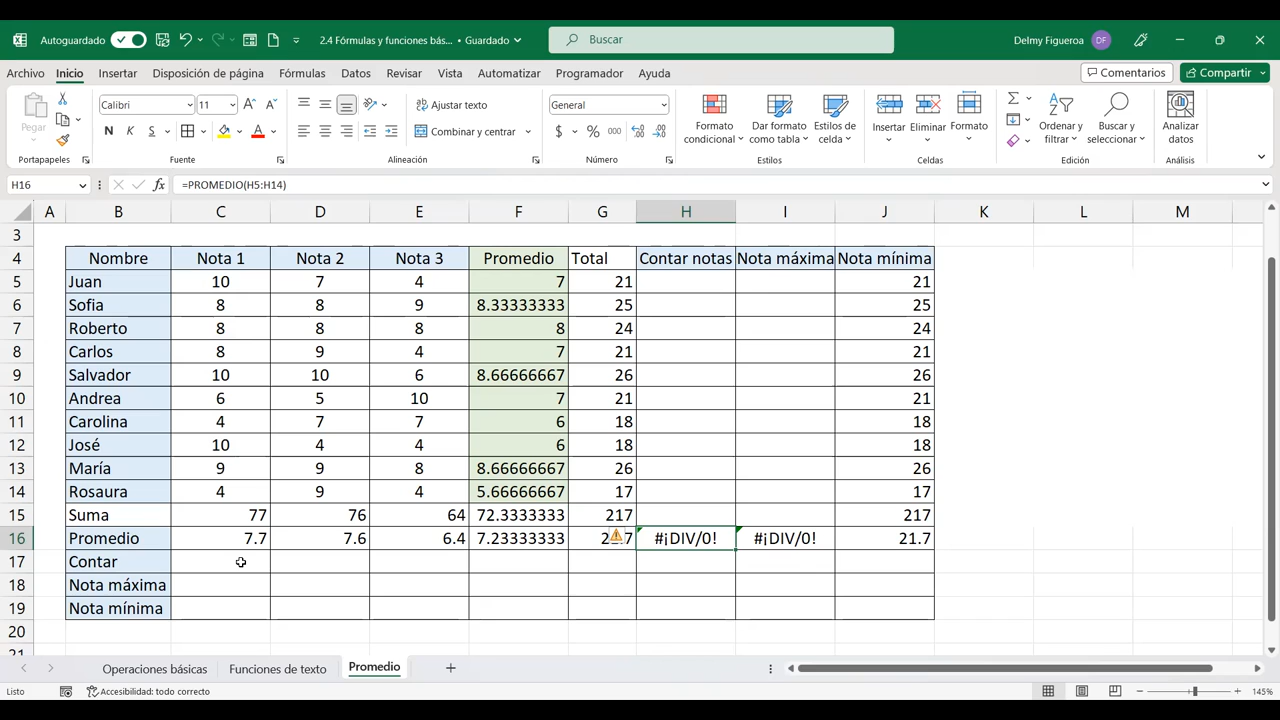 Autoguardado 2.4 Fórmulas y funciones bás... • Guardado Buscar Delmy Figueroa DF
Archivo Inicio Insertar Disposición de página Fórmulas Datos Revisar Vista Automatizar Programador Ayuda Comentarios Compartir
Pegar Calibri 11 Ajustar texto General Formato condicional Dar formato como tabla Estilos de celda Insertar Eliminar Formato Ordenar y filtrar Buscar y seleccionar Analizar datos
N K S A Combinar y centrar $ % 000
Portapapeles Fuente Alineación Número Estilos Celdas Edición Análisis
H16 fx =PROMEDIO(H5:H14)
A B C D E F G H I J K L M
3
4 Nombre Nota 1 Nota 2 Nota 3 Promedio Total Contar notas Nota máxima Nota mínima
5 Juan 10 7 4 7 21 21
6 Sofia 8 8 9 8.33333333 25 25
7 Roberto 8 8 8 8 24 24
8 Carlos 8 9 4 7 21 21
9 Salvador 10 10 6 8.66666667 26 26
10 Andrea 6 5 10 7 21 21
11 Carolina 4 7 7 6 18 18
12 José 10 4 4 6 18 18
13 María 9 9 8 8.66666667 26 26
14 Rosaura 4 9 4 5.66666667 17 17
15 Suma 77 76 64 72.3333333 217 217
16 Promedio 7.7 7.6 6.4 7.23333333 #¡DIV/0! #¡DIV/0! 21.7
17 Contar
18 Nota máxima
19 Nota mínima
20
21
Operaciones básicas Funciones de texto Promedio
Listo Accesibilidad: todo correcto 145%